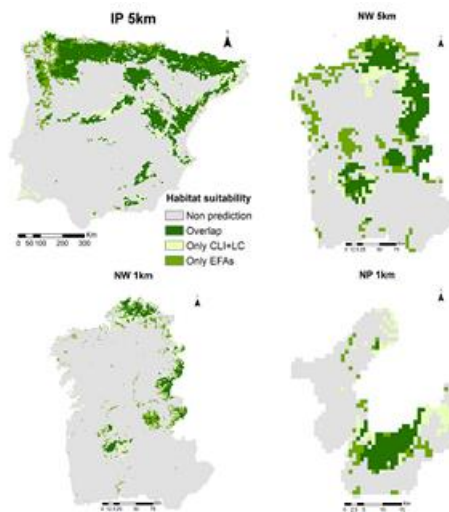 IP 5km
NW 5km
Habitat suitability
Non prediction
Overlap
Only CLI+LC
Only EFAs
Km
0 50 100 200 300
NW 1km
NP 1km